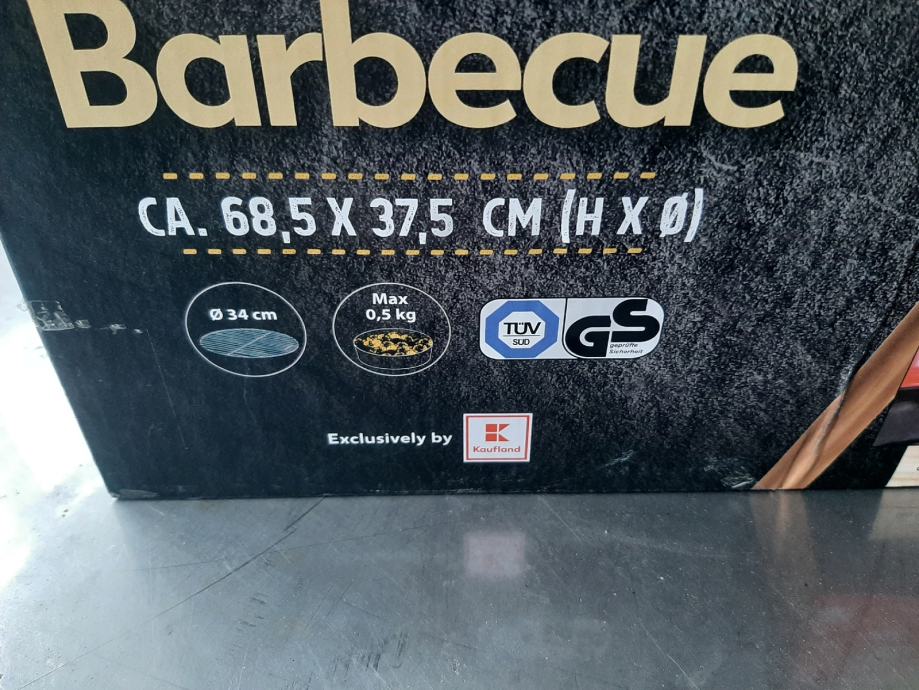 Barbecue
CA. 68,5 X 37,5 CM (H X Ø)
Ø 34 cm
Max
0,5 kg
TÜV
SÜD
GS
geprüfte
Sicherheit
Exclusively by
K
Kaufland